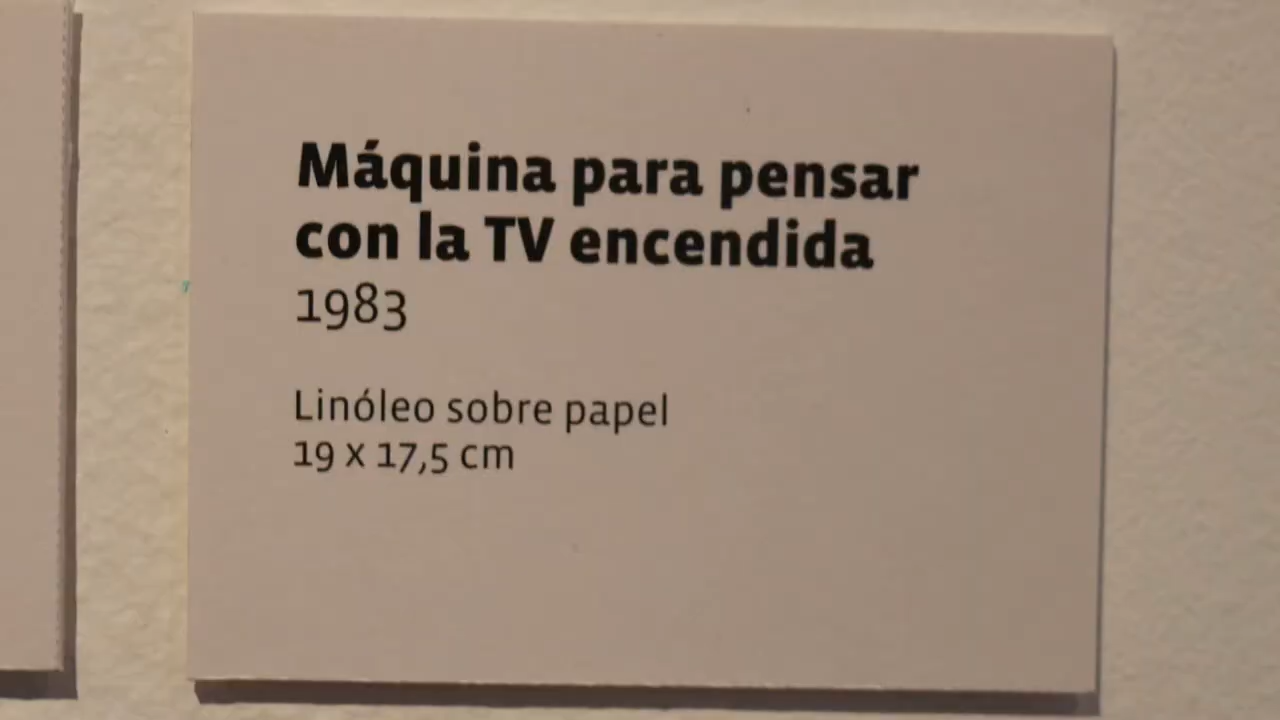 Máquina para pensar
con la TV encendida
1983
Linóleo sobre papel
19 x 17,5 cm